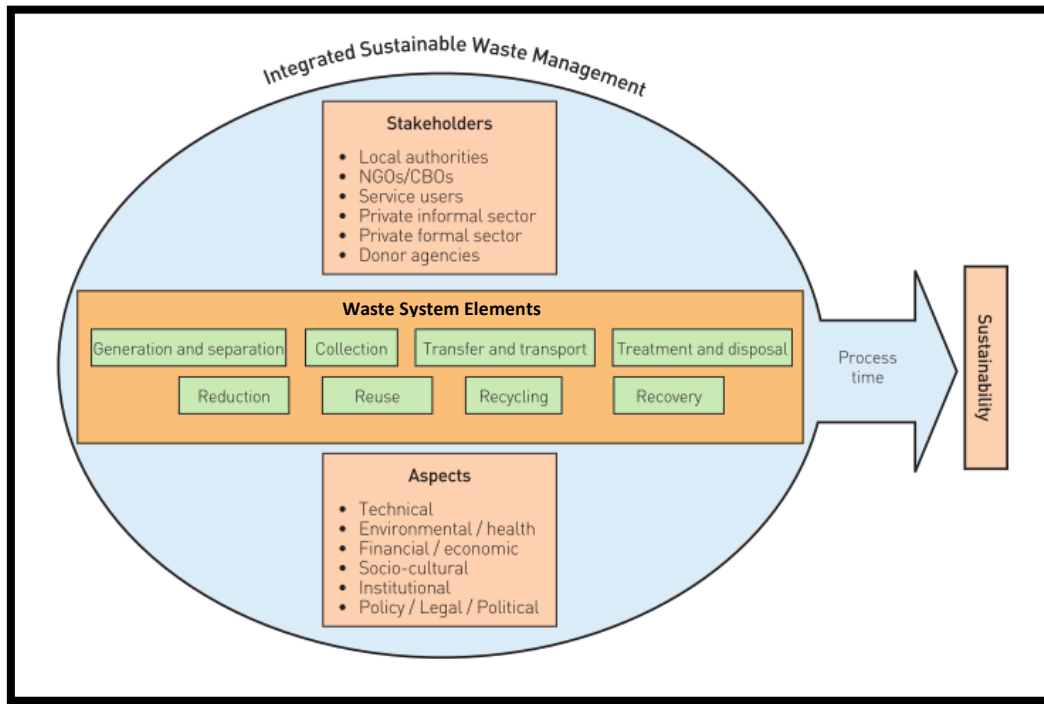 Integrated Sustainable Waste Management
Stakeholders
• Local authorities
• NGOs/CBOs
• Service users
• Private informal sector
• Private formal sector
• Donor agencies
Waste System Elements
Generation and separation
Collection
Transfer and transport
Treatment and disposal
Reduction
Reuse
Recycling
Recovery
Aspects
• Technical
• Environmental / health
• Financial / economic
• Socio-cultural
• Institutional
• Policy / Legal / Political
Process
time
Sustainability